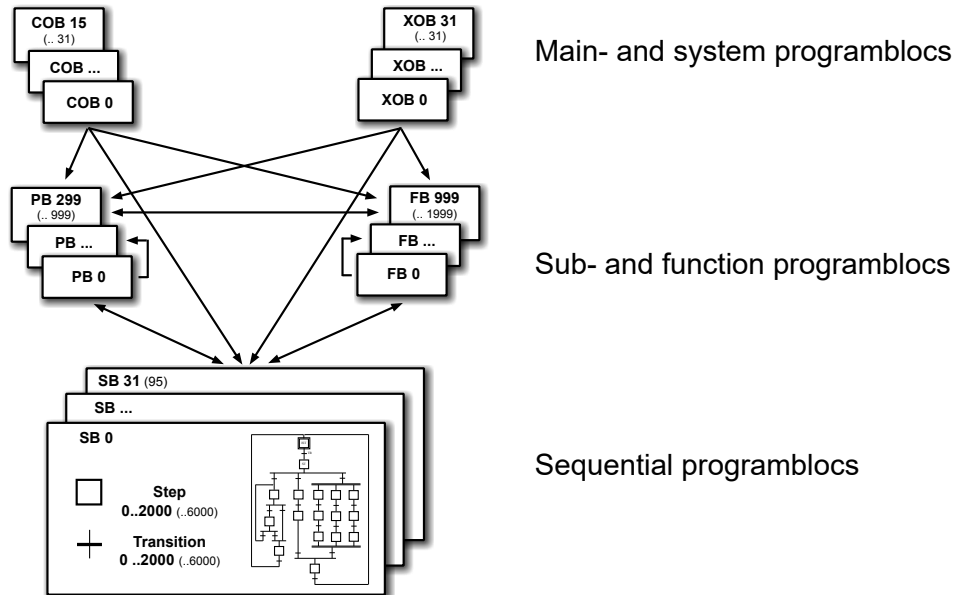 COB 15
(.. 31)
COB ...
COB 0
XOB 31
(.. 31)
XOB ...
XOB 0
Main- and system programblocs
PB 299
(.. 999)
PB ...
PB 0
FB 999
(.. 1999)
FB ...
FB 0
Sub- and function programblocs
SB 31 (95)
SB ...
SB 0
Step
0..2000 (..6000)
Transition
0 ..2000 (..6000)
Sequential programblocs